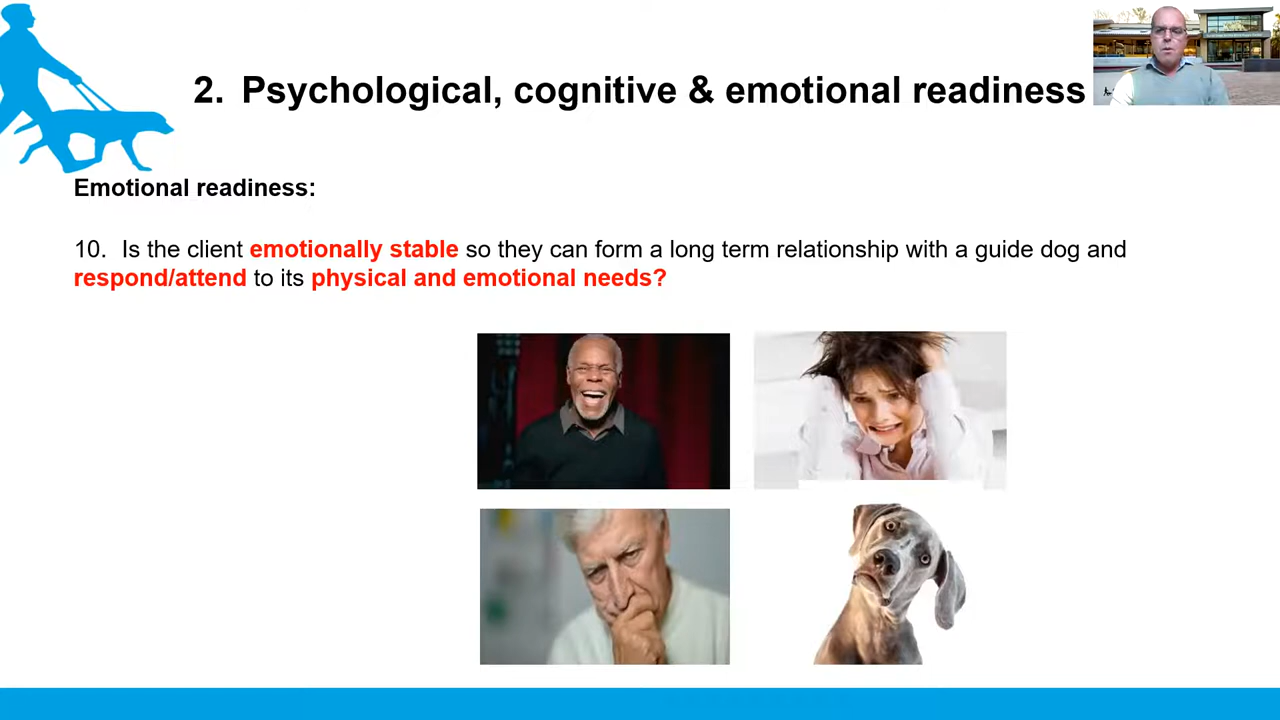 2. Psychological, cognitive & emotional readiness
Emotional readiness:
10. Is the client emotionally stable so they can form a long term relationship with a guide dog and
respond/attend to its physical and emotional needs?